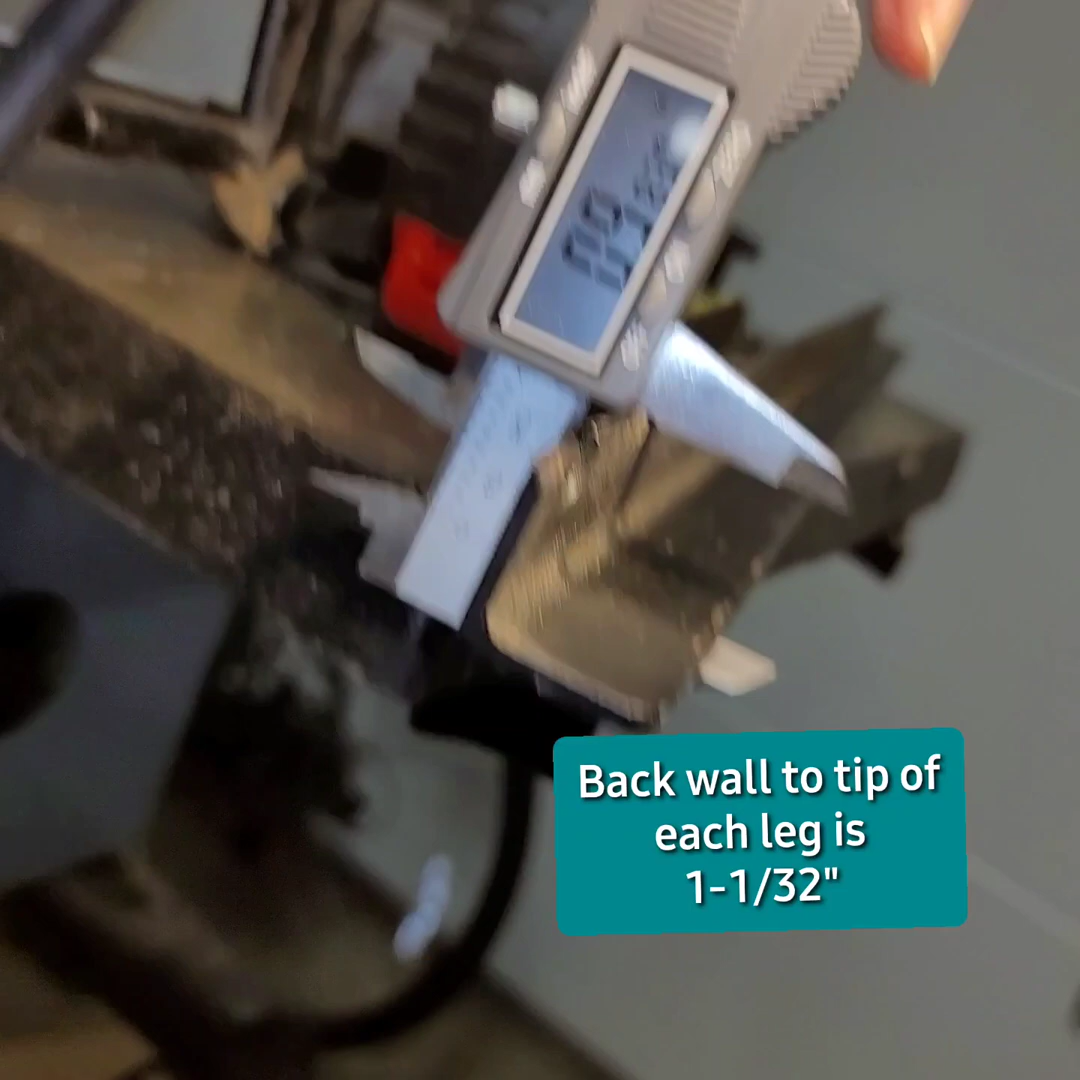 Back wall to tip of
each leg is
1-1/32"